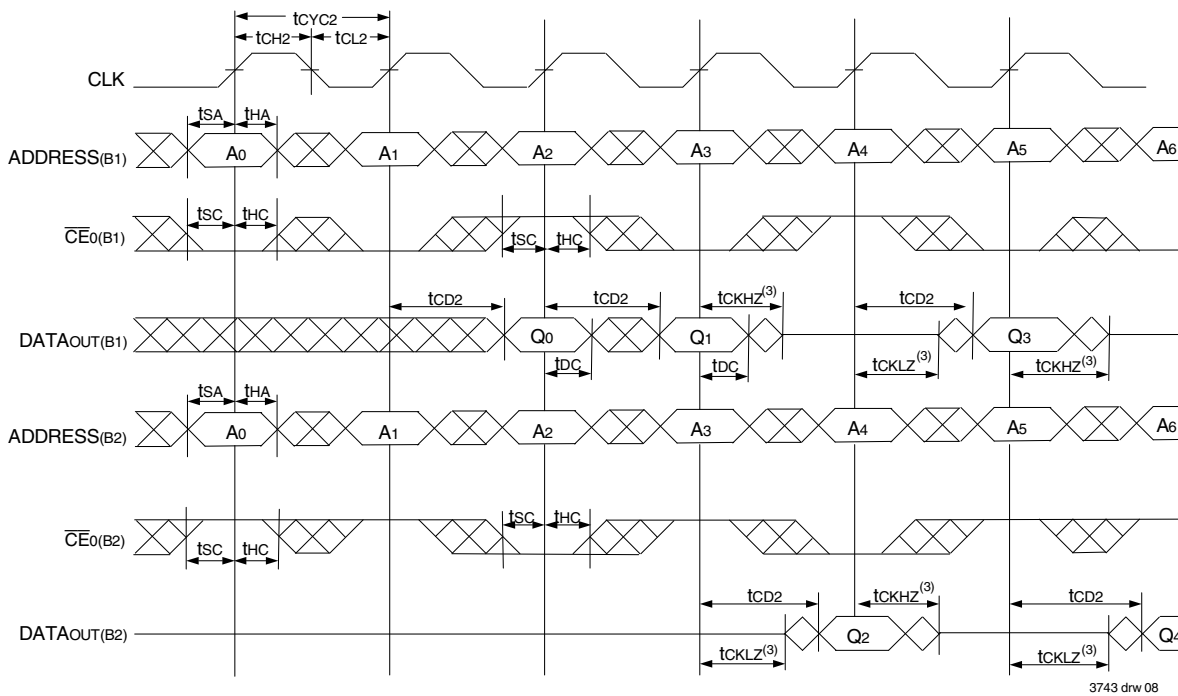 tCYC2
tCH2 tCL2
CLK
tSA tHA
ADDRESS(B1) A0 A1 A2 A3 A4 A5 A6
tSC tHC
CE0(B1) tSC tHC
tCD2 tCD2 tCKHZ(3) tCD2
DATAOUT(B1) Q0 Q1 Q3
tDC tDC tCKLZ(3) tCKHZ(3)
tSA tHA
ADDRESS(B2) A0 A1 A2 A3 A4 A5 A6
tSC tHC
CE0(B2)
tSC tHC
tCD2 tCKHZ(3) tCD2
DATAOUT(B2) Q2 Q4
tCKLZ(3) tCKLZ(3)
3743 drw 08